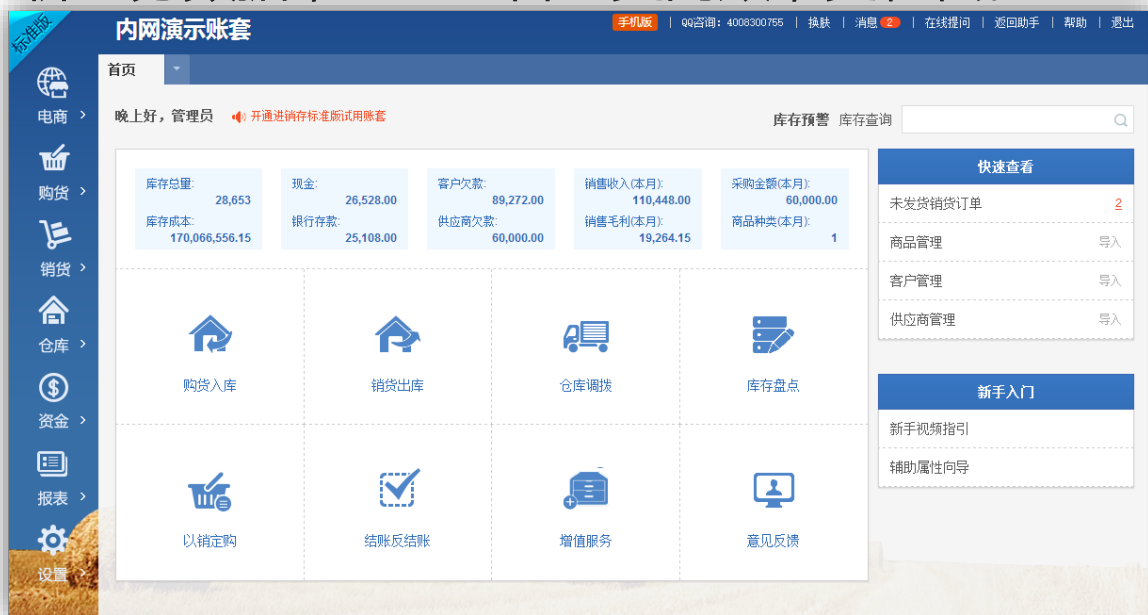 标准版
内网演示账套
手机版 | QQ咨询：4008300755 | 换肤 | 消息 2 | 在线提问 | 返回助手 | 帮助 | 退出
首页
电商
购货
销货
仓库
资金
报表
设置
晚上好，管理员 开通进销存标准版试用账套
库存预警 库存查询
库存总量: 28,653
库存成本: 170,066,556.15
现金: 26,528.00
银行存款: 25,108.00
客户欠款: 89,272.00
供应商欠款: 60,000.00
销售收入(本月): 110,448.00
销售毛利(本月): 19,264.15
采购金额(本月): 60,000.00
商品种类(本月): 1
购货入库
销货出库
仓库调拨
库存盘点
以销定购
结账反结账
增值服务
意见反馈
快速查看
未发货销货订单 2
商品管理 导入
客户管理 导入
供应商管理 导入
新手入门
新手视频指引
辅助属性向导